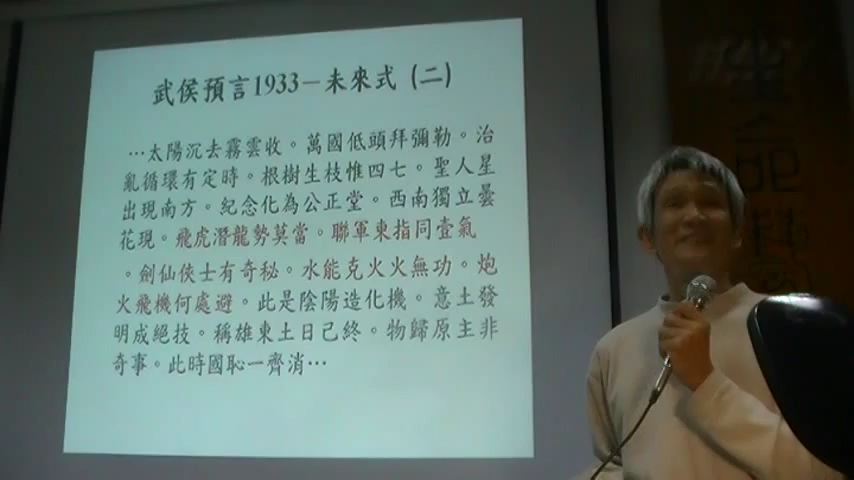 武侯預言1933－未來式 (二)
…太陽沉去霧雲收。萬國低頭拜彌勒。治
亂循環有定時。根樹生枝惟四七。聖人星
出現南方。紀念化為公正堂。西南獨立曇
花現。飛虎潛龍勢莫當。聯軍東指同壹氣
。劍仙俠士有奇秘。水能克火火無功。炮
火飛機何處避。此是陰陽造化機。意土發
明成絕技。稱雄東土日已終。物歸原主非
奇事。此時國恥一齊消…